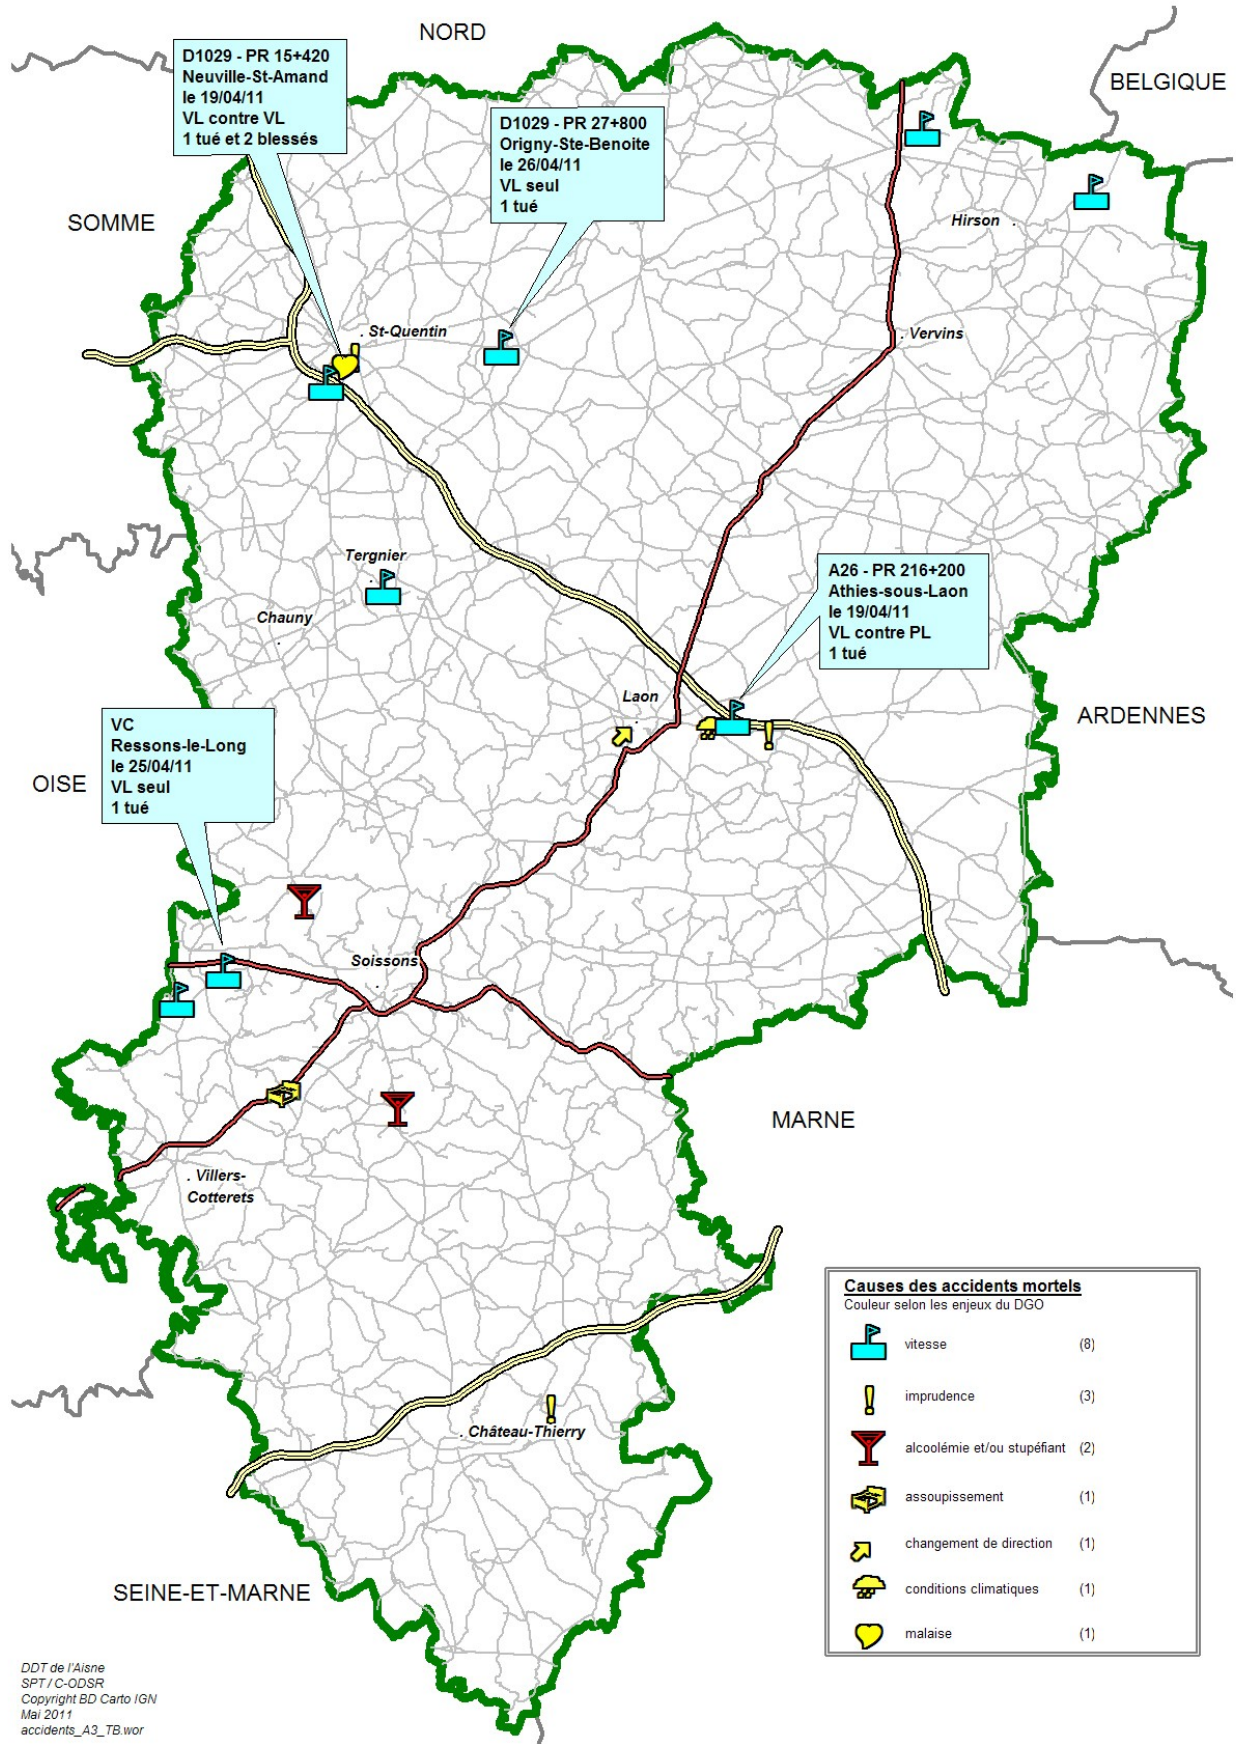 NORD
BELGIQUE
D1029 - PR 15+420
Neuville-St-Amand
le 19/04/11
VL contre VL
1 tué et 2 blessés
D1029 - PR 27+800
Origny-Ste-Benoite
le 26/04/11
VL seul
1 tué
SOMME
Hirson
St-Quentin
Vervins
Tergnier
Chauny
A26 - PR 216+200
Athies-sous-Laon
le 19/04/11
VL contre PL
1 tué
Laon
ARDENNES
VC
Ressons-le-Long
le 25/04/11
VL seul
1 tué
OISE
Soissons
MARNE
Villers-
Cotterets
Château-Thierry
SEINE-ET-MARNE
Causes des accidents mortels
Couleur selon les enjeux du DGO
vitesse (8)
imprudence (3)
alcoolémie et/ou stupéfiant (2)
assoupissement (1)
changement de direction (1)
conditions climatiques (1)
malaise (1)
DDT de l'Aisne
SPT / C-ODSR
Copyright BD Carto IGN
Mai 2011
accidents_A3_TB.wor